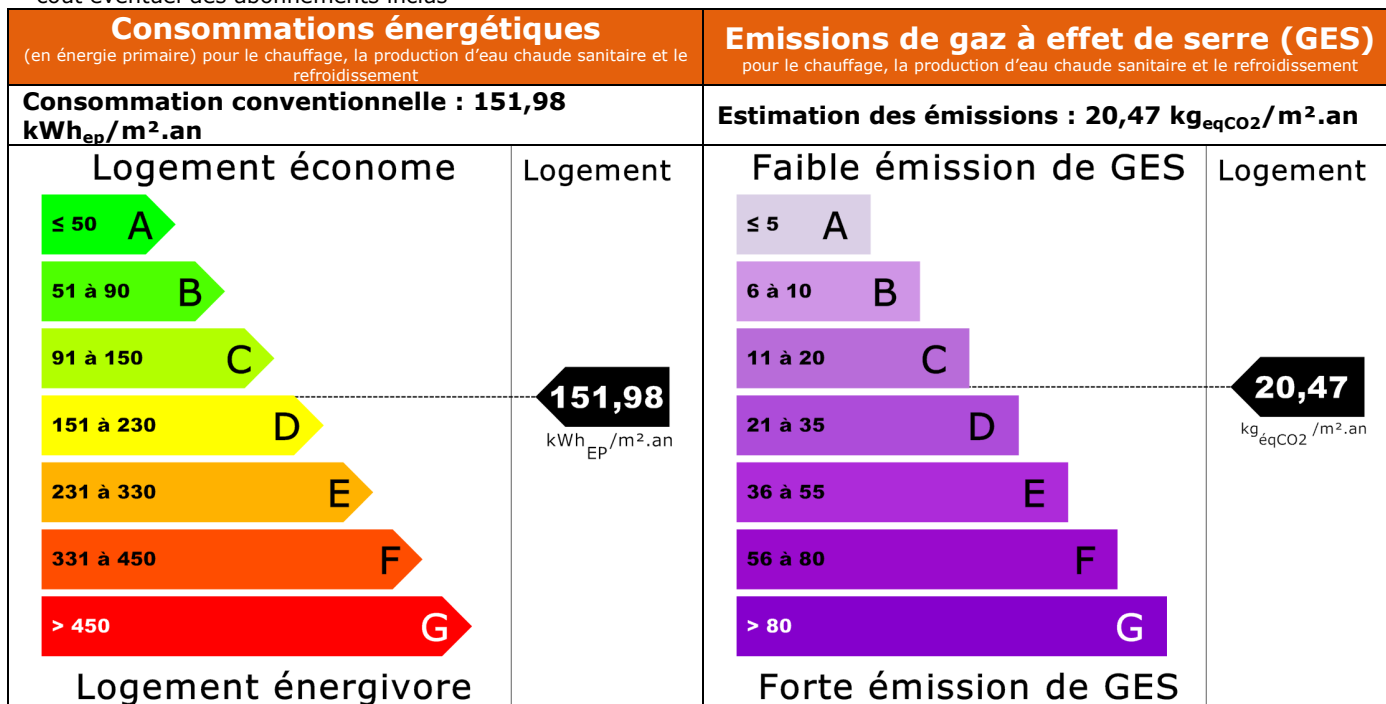 coût éventuel des abonnements inclus
Consommations énergétiques
(en énergie primaire) pour le chauffage, la production d'eau chaude sanitaire et le
refroidissement
Consommation conventionnelle : 151,98
kWhep/m².an
Logement économe
Logement
≤ 50 A
51 à 90 B
91 à 150 C
151 à 230 D
231 à 330 E
331 à 450 F
> 450 G
151,98
kWhEP/m².an
Logement énergivore
Emissions de gaz à effet de serre (GES)
pour le chauffage, la production d'eau chaude sanitaire et le refroidissement
Estimation des émissions : 20,47 kgeqCO2/m².an
Faible émission de GES
Logement
≤ 5 A
6 à 10 B
11 à 20 C
21 à 35 D
36 à 55 E
56 à 80 F
> 80 G
20,47
kgéqCO2/m².an
Forte émission de GES